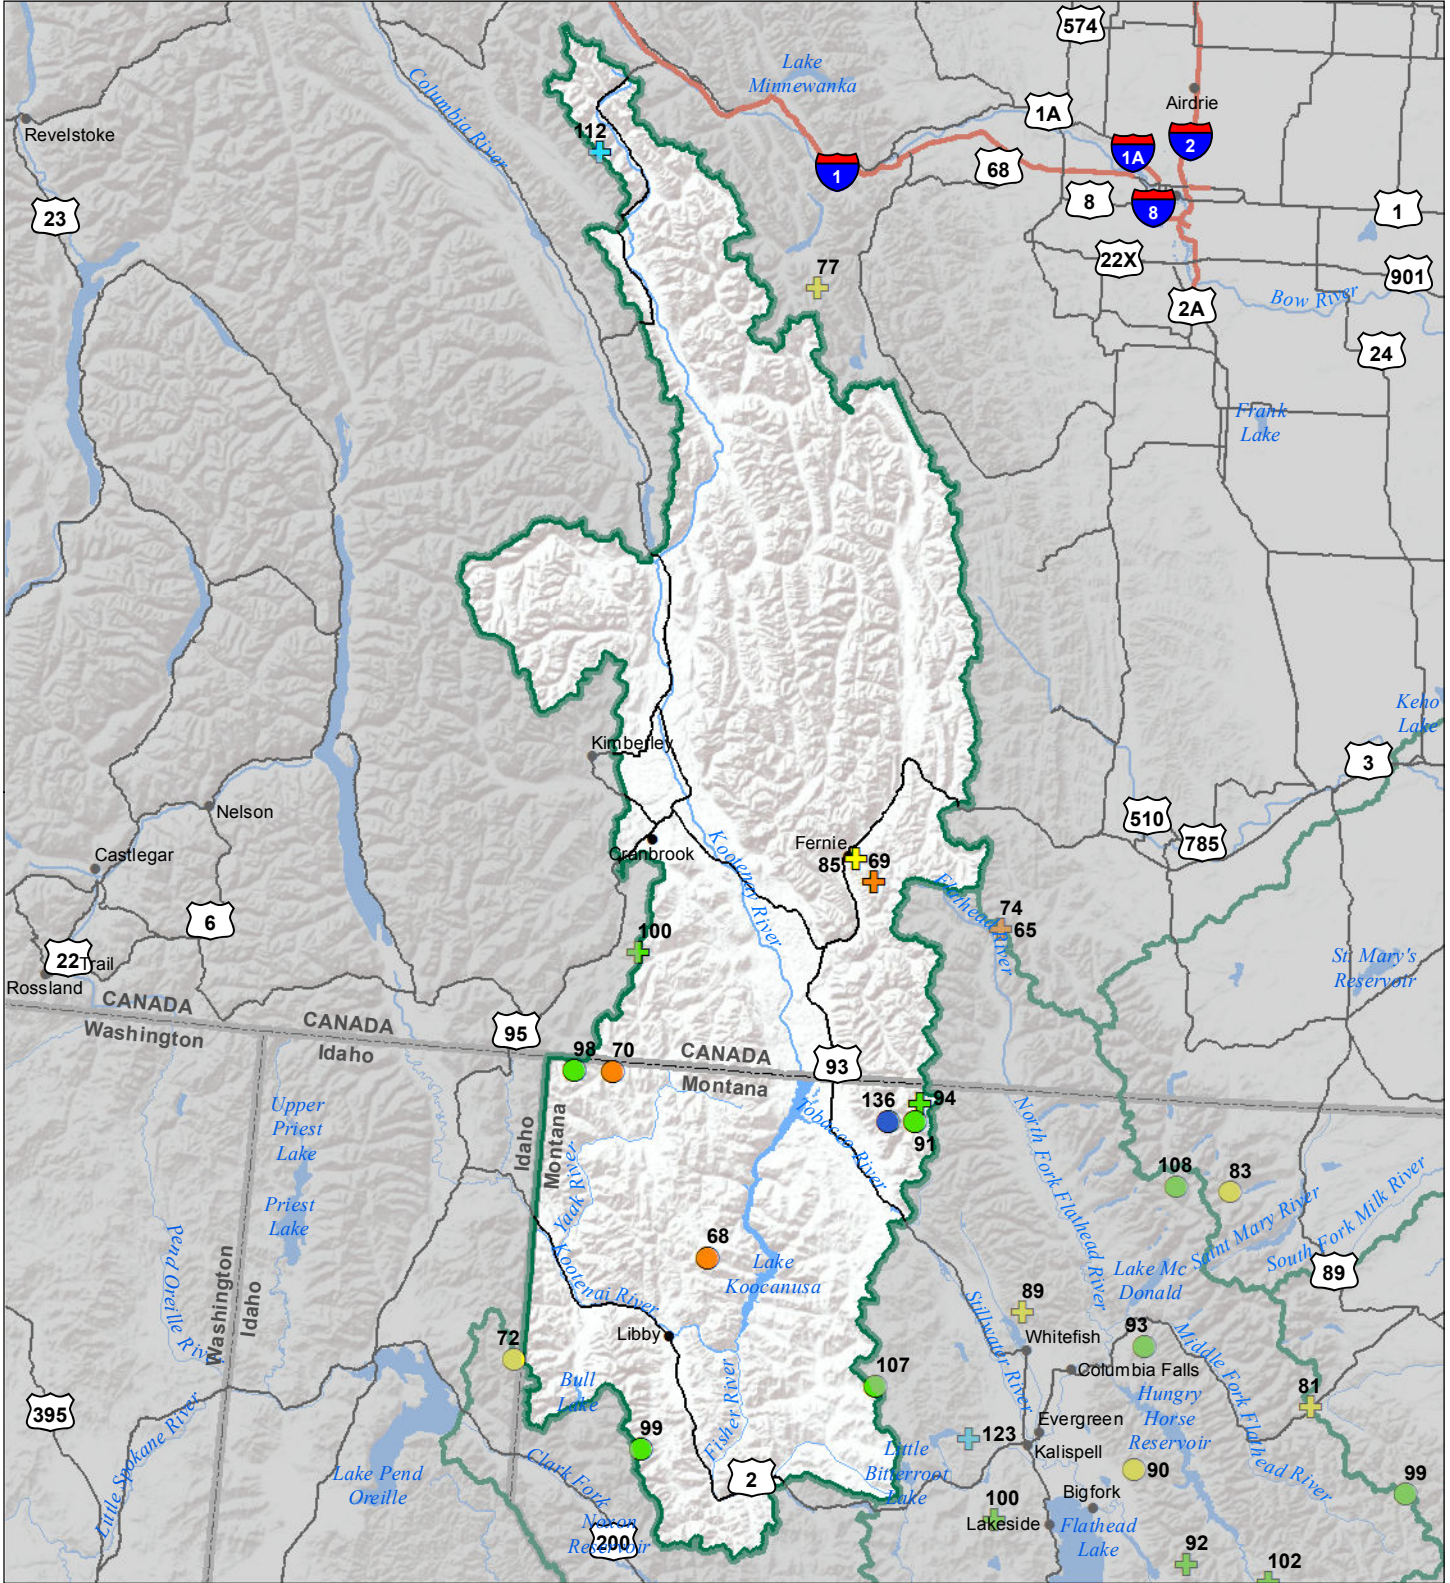 574
Lake
Minnewanka
Airdrie
Columbia River
1A
Revelstoke
112
1A
2
1
68
8
8
23
1
22X
77
901
Bow River
2A
24
Frank
Lake
Keho
Lake
Kimberley
3
Nelson
510
Kootenay River
785
Castlegar
Cranbrook
Fernie
85
69
Flathead River
74
65
6
100
22
Trail
Rossland
St. Mary's
Reservoir
CANADA
Washington
CANADA
Idaho
95
98
70
CANADA
Montana
93
94
136
91
Tobacco River
Upper
Priest
Lake
Idaho
Montana
North Fork Flathead River
Yaak River
108
83
Priest
Lake
Saint Mary River
South Fork Milk River
Pend Oreille River
Washington
Idaho
68
Lake
Koocanusa
Kootenai River
Lake Mc
Donald
89
89
Stillwater River
Libby
Whitefish
93
Middle Fork Flathead River
72
Columbia Falls
107
Bull
Lake
Fisher River
Hungry
Horse
Reservoir
81
395
Little Spokane River
99
Evergreen
123
Kalispell
Little
Bitterroot
Lake
90
Lake Pend
Oreille
Clark Fork
2
Bigfork
99
100
Lakeside
Flathead
Lake
Noxon
Reservoir
200
92
102